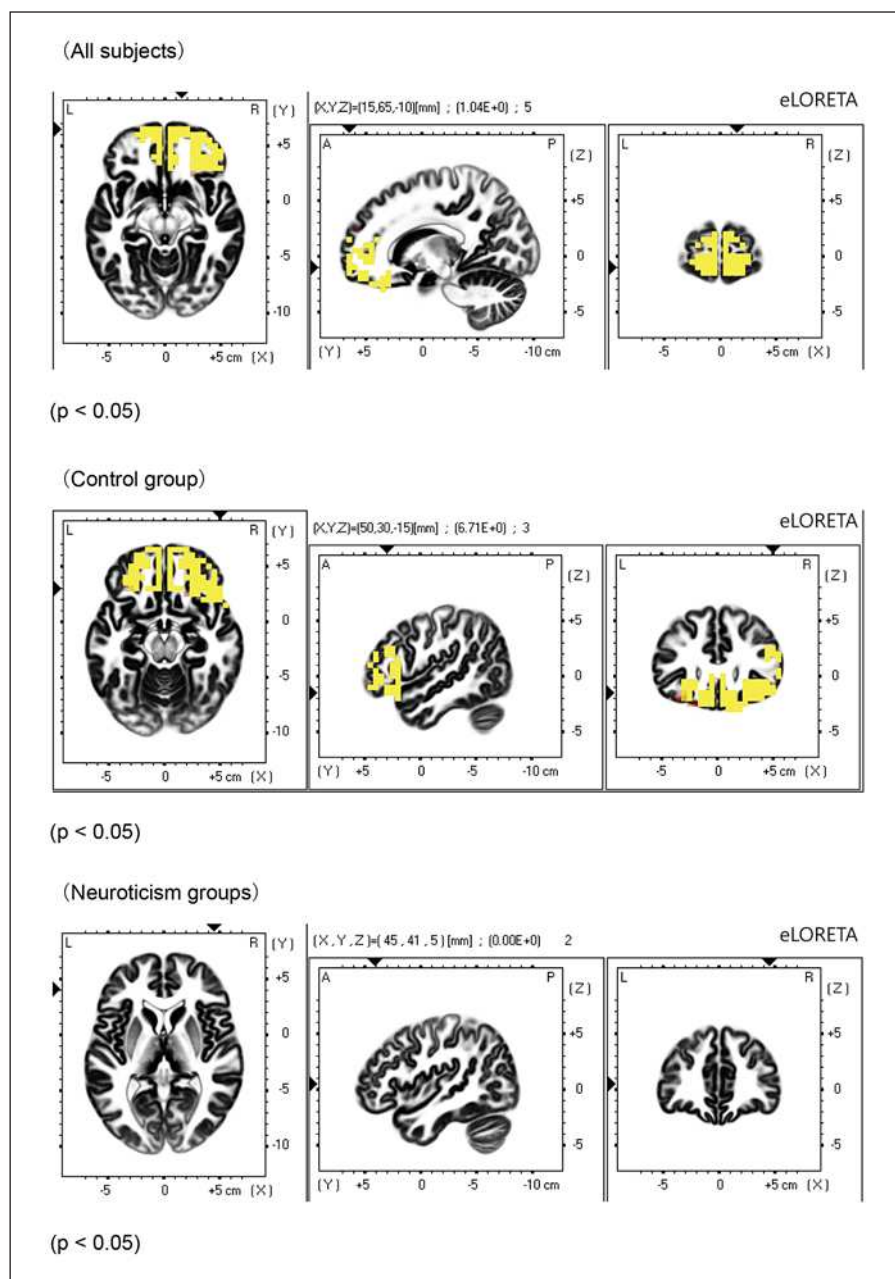 （All subjects）
(X,Y,Z)=(15,65,-10)[mm] ; (1.04E+0) ; 5
eLORETA
L R (Y)
+5
0
-5
-10
-5 0 +5 cm (X)
A P (Z)
+5
0
-5
(Y) +5 0 -5 -10 cm
L R (Z)
+5
0
-5
-5 0 +5 cm (X)
(p < 0.05)
（Control group）
(X,Y,Z)=(50,30,-15)[mm] ; (6.71E+0) ; 3
eLORETA
L R (Y)
+5
0
-5
-10
-5 0 +5 cm (X)
A P (Z)
+5
0
-5
(Y) +5 0 -5 -10 cm
L R (Z)
+5
0
-5
-5 0 +5 cm (X)
(p < 0.05)
（Neuroticism groups）
(X,Y,Z)=(45,41,5)[mm] ; (0.00E+0) 2
eLORETA
L R (Y)
+5
0
-5
-10
-5 0 +5 cm (X)
A P (Z)
+5
0
-5
(Y) +5 0 -5 -10 cm
L R (Z)
+5
0
-5
-5 0 +5 cm (X)
(p < 0.05)